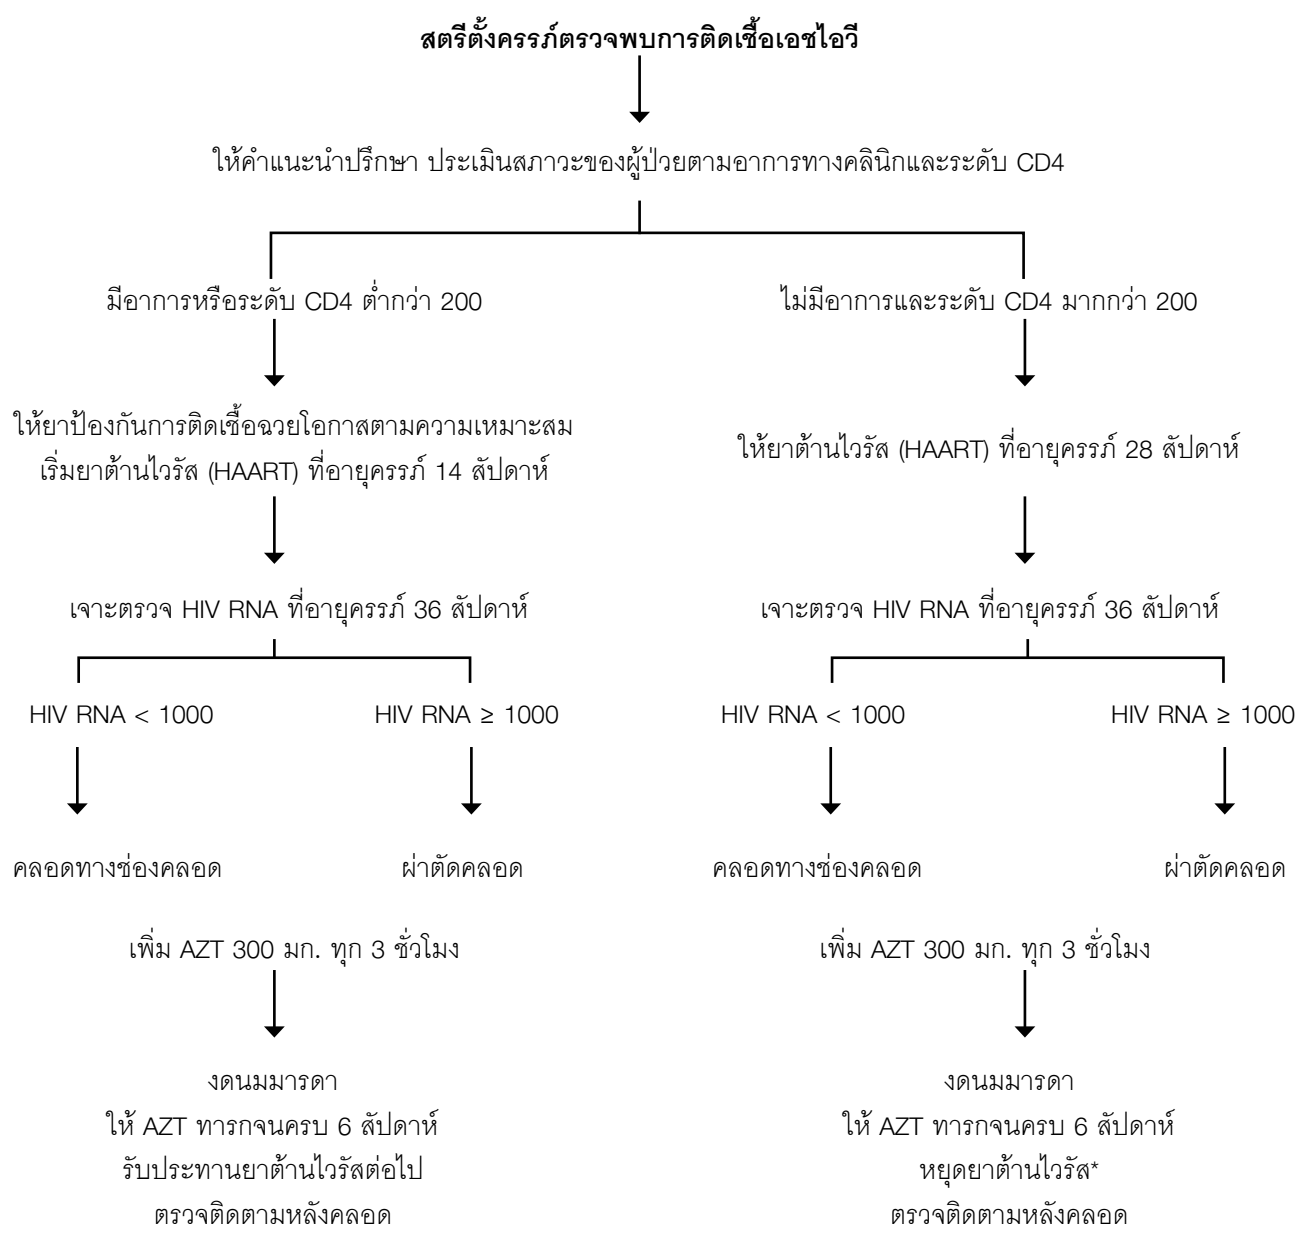 สตรีตั้งครรภ์ตรวจพบการติดเชื้อเอชไอวี
ให้คำแนะนำปรึกษา ประเมินสภาวะของผู้ป่วยตามอาการทางคลินิกและระดับ CD4
มีอาการหรือระดับ CD4 ต่ำกว่า 200
ไม่มีอาการและระดับ CD4 มากกว่า 200
ให้ยาป้องกันการติดเชื้อฉวยโอกาสตามความเหมาะสม
เริ่มยาต้านไวรัส (HAART) ที่อายุครรภ์ 14 สัปดาห์
ให้ยาต้านไวรัส (HAART) ที่อายุครรภ์ 28 สัปดาห์
เจาะตรวจ HIV RNA ที่อายุครรภ์ 36 สัปดาห์
เจาะตรวจ HIV RNA ที่อายุครรภ์ 36 สัปดาห์
HIV RNA < 1000
HIV RNA ≥ 1000
HIV RNA < 1000
HIV RNA ≥ 1000
คลอดทางช่องคลอด
ผ่าตัดคลอด
คลอดทางช่องคลอด
ผ่าตัดคลอด
เพิ่ม AZT 300 มก. ทุก 3 ชั่วโมง
เพิ่ม AZT 300 มก. ทุก 3 ชั่วโมง
งดนมมารดา
ให้ AZT ทารกจนครบ 6 สัปดาห์
รับประทานยาต้านไวรัสต่อไป
ตรวจติดตามหลังคลอด
งดนมมารดา
ให้ AZT ทารกจนครบ 6 สัปดาห์
หยุดยาต้านไวรัส*
ตรวจติดตามหลังคลอด